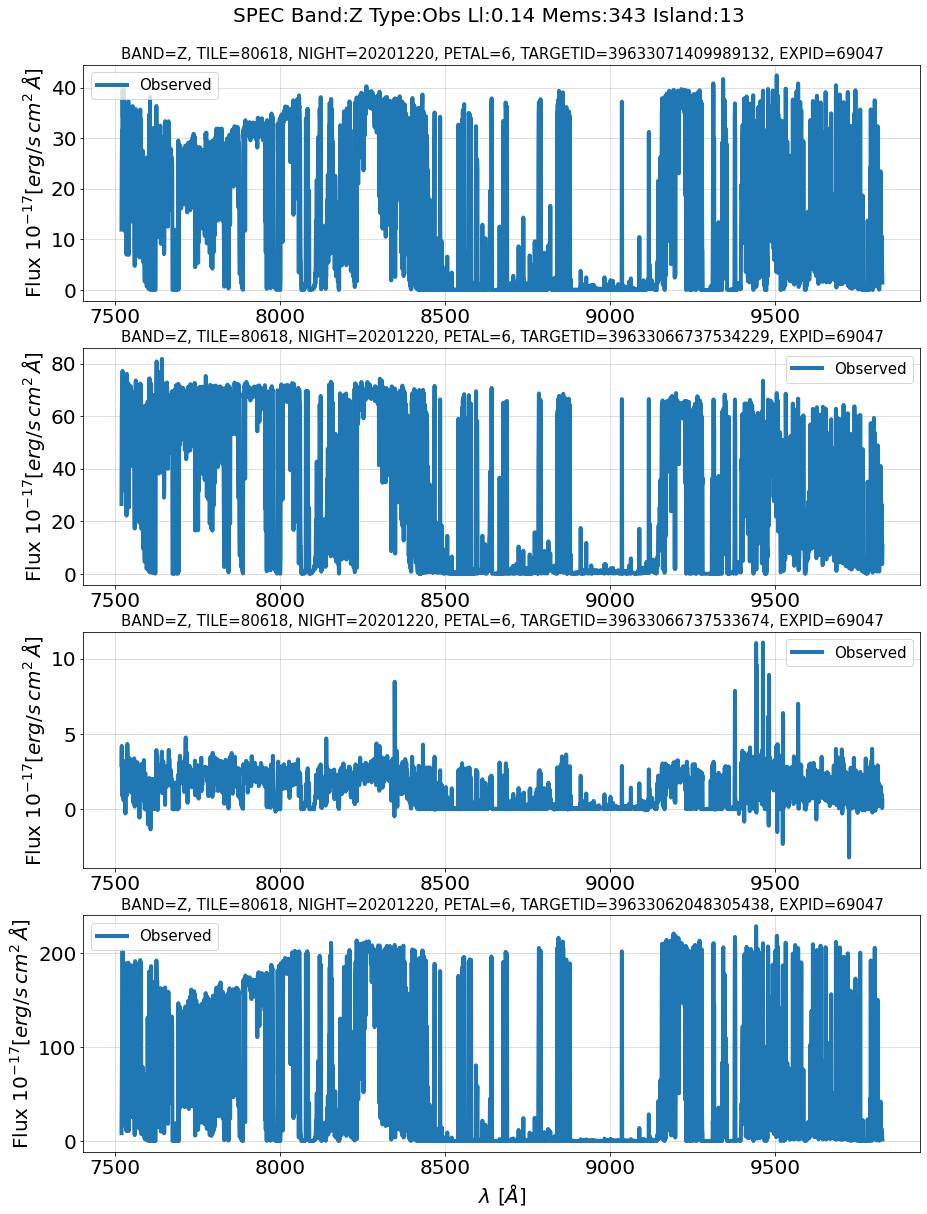 SPEC Band:Z Type:Obs Ll:0.14 Mems:343 Island:13
BAND=Z, TILE=80618, NIGHT=20201220, PETAL=6, TARGETID=39633071409989132, EXPID=69047
Observed
Flux 10^{-17}[erg/s cm^2 Å]
40
30
20
10
0
7500 8000 8500 9000 9500
BAND=Z, TILE=80618, NIGHT=20201220, PETAL=6, TARGETID=39633066737534229, EXPID=69047
Observed
Flux 10^{-17}[erg/s cm^2 Å]
80
60
40
20
0
7500 8000 8500 9000 9500
BAND=Z, TILE=80618, NIGHT=20201220, PETAL=6, TARGETID=39633066737533674, EXPID=69047
Observed
Flux 10^{-17}[erg/s cm^2 Å]
10
5
0
7500 8000 8500 9000 9500
BAND=Z, TILE=80618, NIGHT=20201220, PETAL=6, TARGETID=39633062048305438, EXPID=69047
Observed
Flux 10^{-17}[erg/s cm^2 Å]
200
100
0
7500 8000 8500 9000 9500
λ [Å]